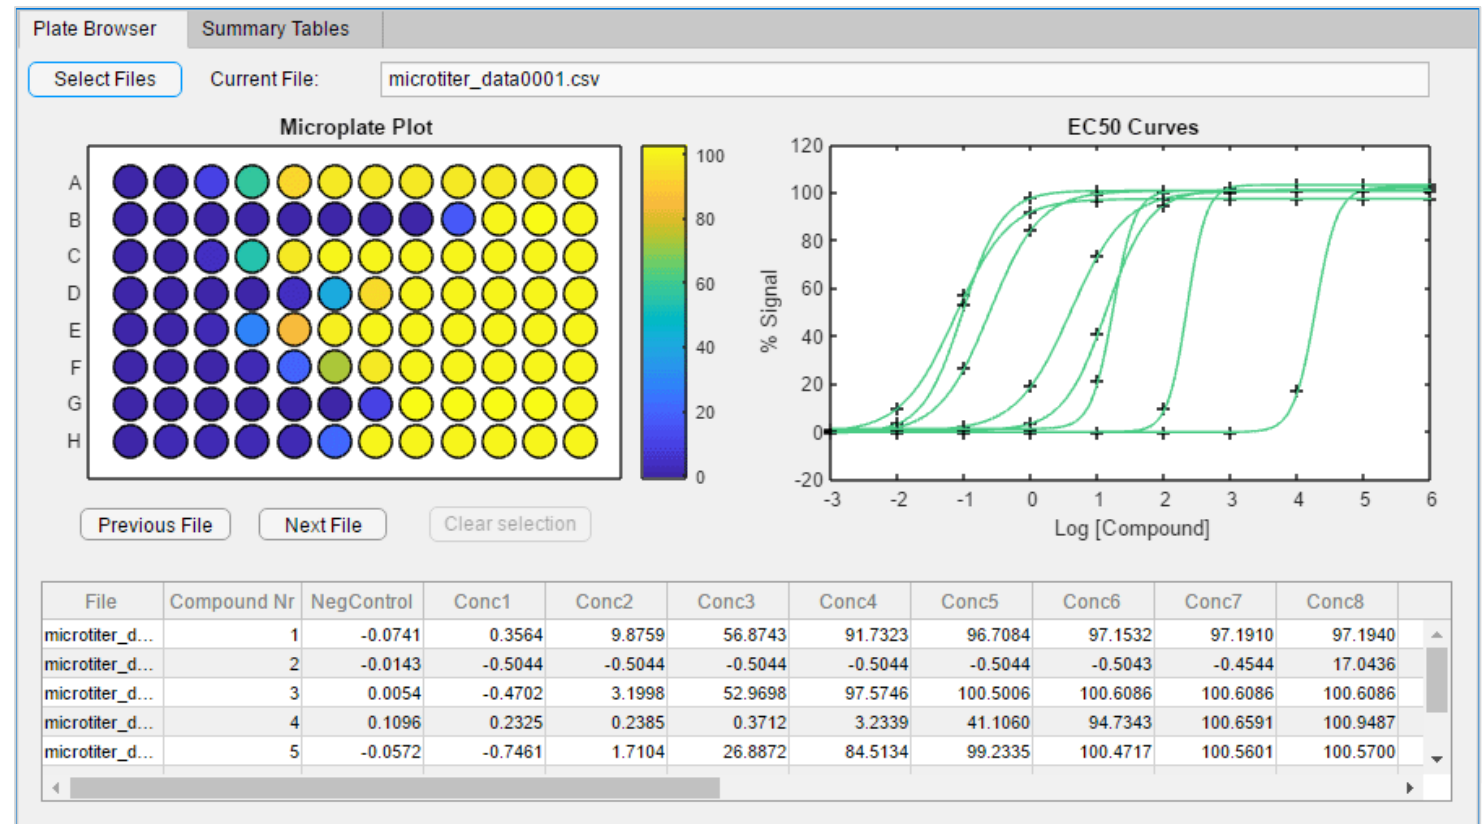 Plate Browser Summary Tables
Select Files Current File: microtiter_data0001.csv
Microplate Plot
A
B
C
D
E
F
G
H
100
80
60
40
20
0
EC50 Curves
120
100
80
60
40
20
0
-20
% Signal
-3 -2 -1 0 1 2 3 4 5 6
Log [Compound]
Previous File Next File Clear selection
File Compound Nr NegControl Conc1 Conc2 Conc3 Conc4 Conc5 Conc6 Conc7 Conc8
microtiter_d... 1 -0.0741 0.3564 9.8759 56.8743 91.7323 96.7084 97.1532 97.1910 97.1940
microtiter_d... 2 -0.0143 -0.5044 -0.5044 -0.5044 -0.5044 -0.5044 -0.5043 -0.4544 17.0436
microtiter_d... 3 0.0054 -0.4702 3.1998 52.9698 97.5746 100.5006 100.6086 100.6086 100.6086
microtiter_d... 4 0.1096 0.2325 0.2385 0.3712 3.2339 41.1060 94.7343 100.6591 100.9487
microtiter_d... 5 -0.0572 -0.7461 1.7104 26.8872 84.5134 99.2335 100.4717 100.5601 100.5700